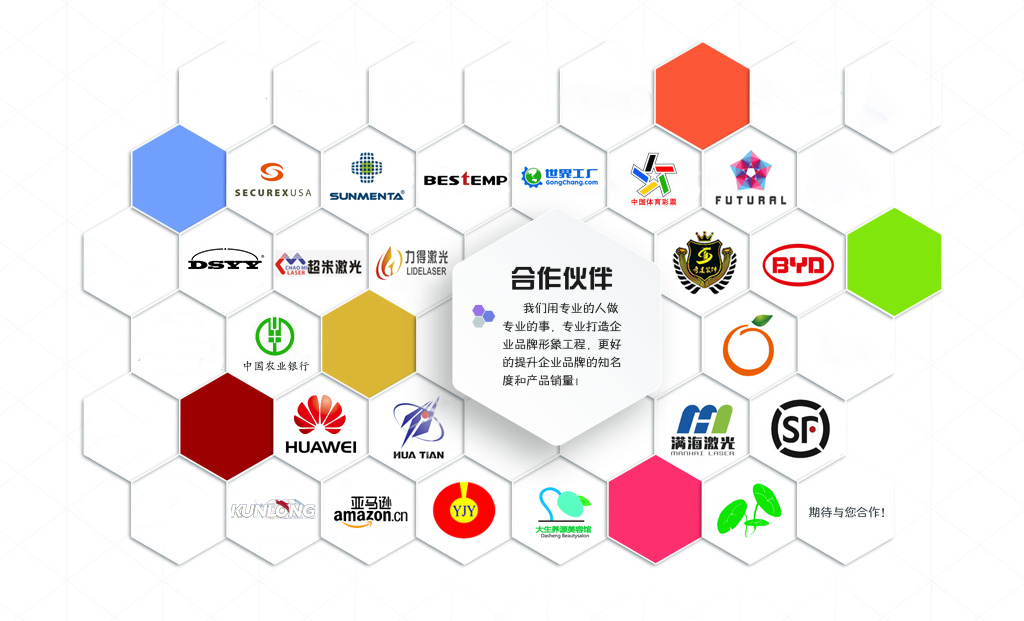 SECUREXUSA
SUNMENTA®
BESTEMP
世界工厂
GongChang.com
中国体育彩票
FUTURAL
DSYY®
CHAO MI
LASER
超米激光
力得激光
LIDELASER
合作伙伴
我们用专业的人做
专业的事，专业打造企
业品牌形象工程，更好
的提升企业品牌的知名
度和产品销量！
BYD
中国农业银行
HUAWEI
HUA TIAN
满海激光
MANHAI LASER
SF
KUNLONG
亚马逊
amazon.cn
YJY
大生养源美容馆
Dasheng Beautysalon
期待与您合作！